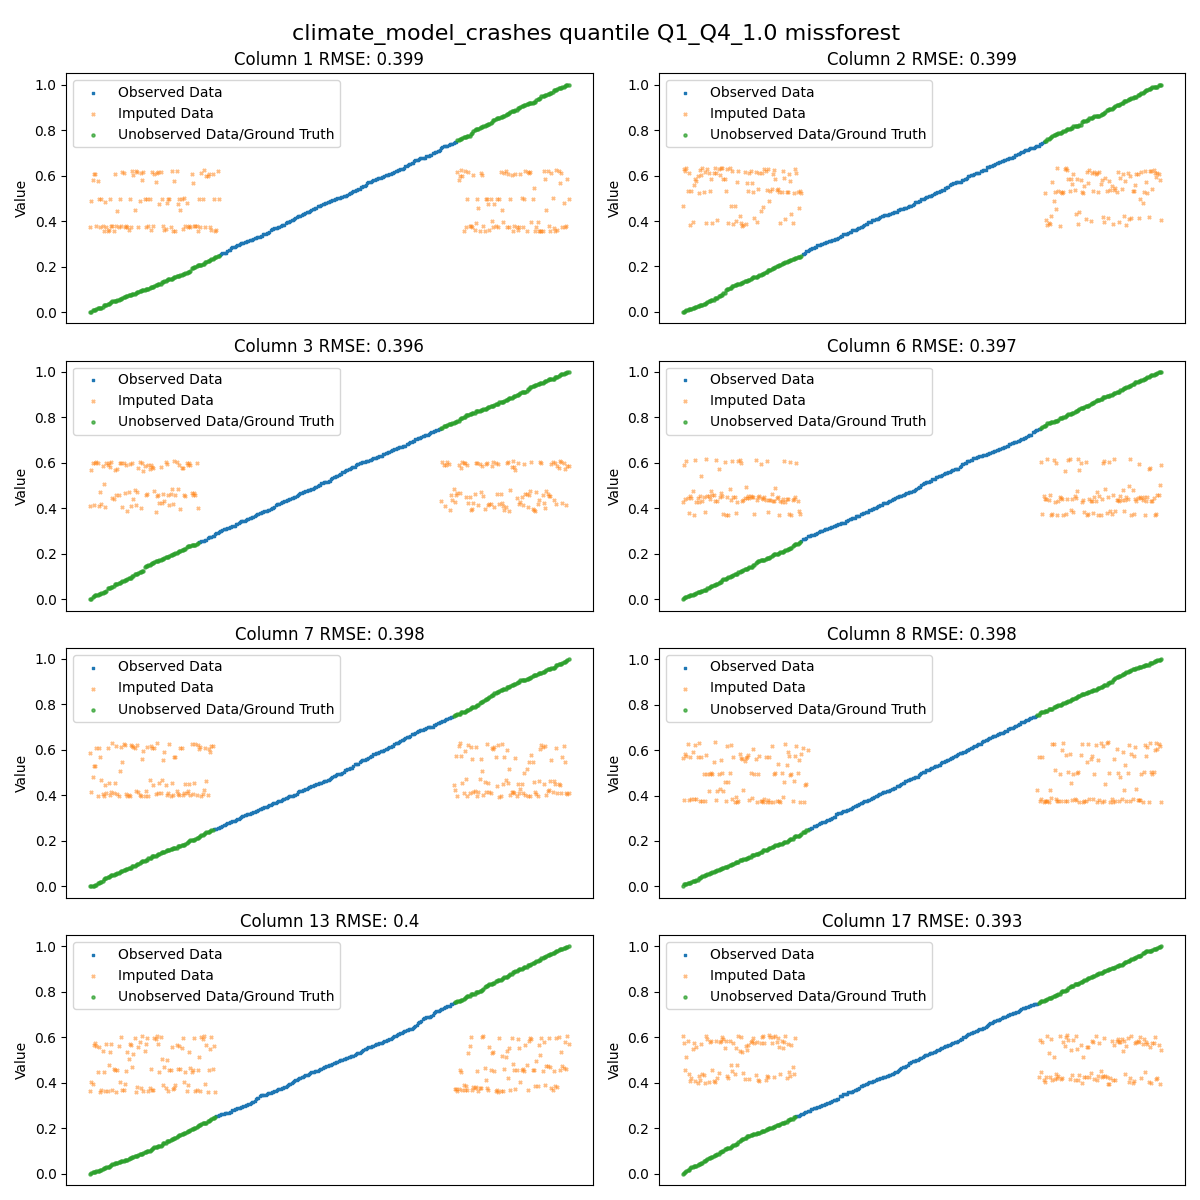 climate_model_crashes quantile Q1_Q4_1.0 missforest
Column 1 RMSE: 0.399
1.0
0.8
0.6
0.4
0.2
0.0
Value
Observed Data
Imputed Data
Unobserved Data/Ground Truth
Column 2 RMSE: 0.399
1.0
0.8
0.6
0.4
0.2
0.0
Value
Observed Data
Imputed Data
Unobserved Data/Ground Truth
Column 3 RMSE: 0.396
1.0
0.8
0.6
0.4
0.2
0.0
Value
Observed Data
Imputed Data
Unobserved Data/Ground Truth
Column 6 RMSE: 0.397
1.0
0.8
0.6
0.4
0.2
0.0
Value
Observed Data
Imputed Data
Unobserved Data/Ground Truth
Column 7 RMSE: 0.398
1.0
0.8
0.6
0.4
0.2
0.0
Value
Observed Data
Imputed Data
Unobserved Data/Ground Truth
Column 8 RMSE: 0.398
1.0
0.8
0.6
0.4
0.2
0.0
Value
Observed Data
Imputed Data
Unobserved Data/Ground Truth
Column 13 RMSE: 0.4
1.0
0.8
0.6
0.4
0.2
0.0
Value
Observed Data
Imputed Data
Unobserved Data/Ground Truth
Column 17 RMSE: 0.393
1.0
0.8
0.6
0.4
0.2
0.0
Value
Observed Data
Imputed Data
Unobserved Data/Ground Truth